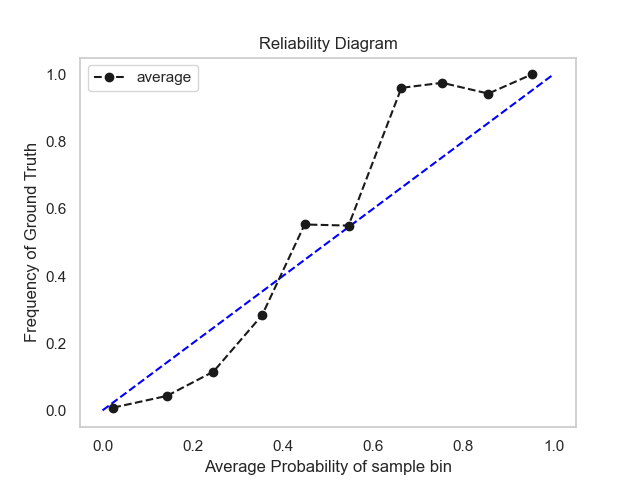 Reliability Diagram
average
Frequency of Ground Truth
1.0
0.8
0.6
0.4
0.2
0.0
0.0 0.2 0.4 0.6 0.8 1.0
Average Probability of sample bin